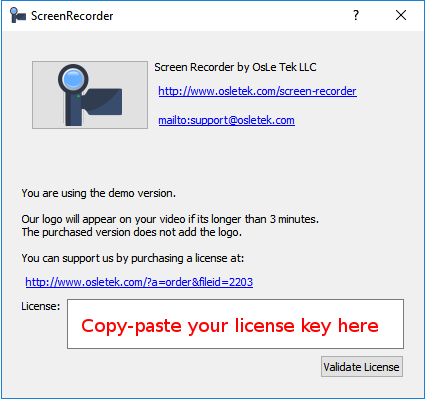 ScreenRecorder
?
Screen Recorder by OsLe Tek LLC
http://www.osletek.com/screen-recorder
mailto:support@osletek.com
You are using the demo version.
Our logo will appear on your video if its longer than 3 minutes.
The purchased version does not add the logo.
You can support us by purchasing a license at:
http://www.osletek.com/?a=order&fileid=2203
License:
Copy-paste your license key here
Validate License